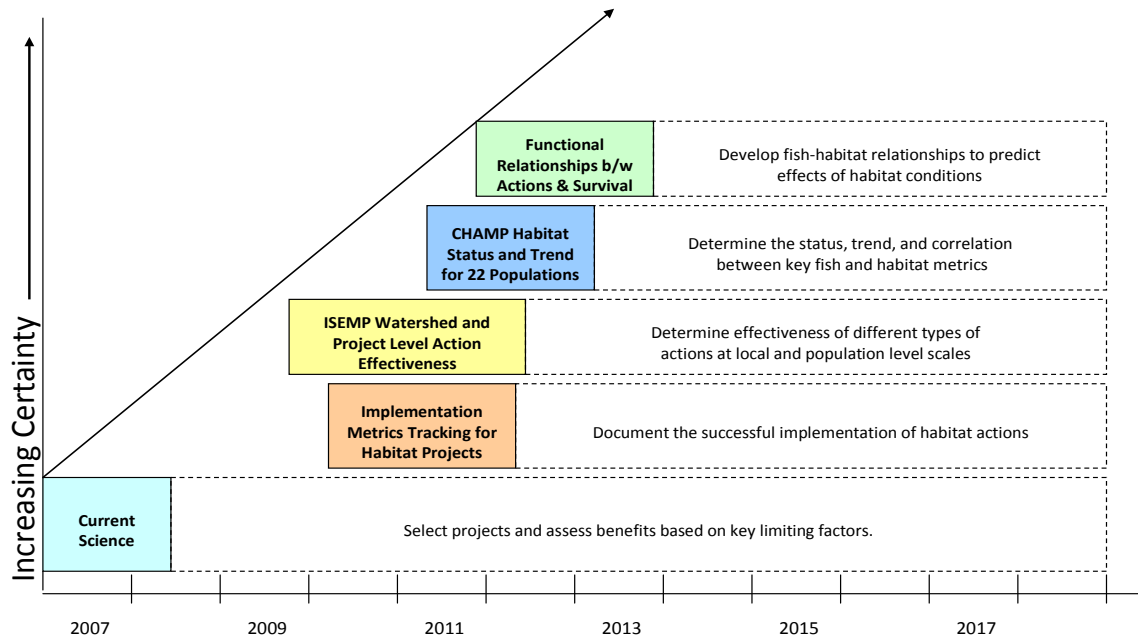 Increasing Certainty
Functional
Relationships b/w
Actions & Survival
Develop fish-habitat relationships to predict
effects of habitat conditions
CHAMP Habitat
Status and Trend
for 22 Populations
Determine the status, trend, and correlation
between key fish and habitat metrics
ISEMP Watershed and
Project Level Action
Effectiveness
Determine effectiveness of different types of
actions at local and population level scales
Implementation
Metrics Tracking for
Habitat Projects
Document the successful implementation of habitat actions
Current
Science
Select projects and assess benefits based on key limiting factors.
2007 2009 2011 2013 2015 2017